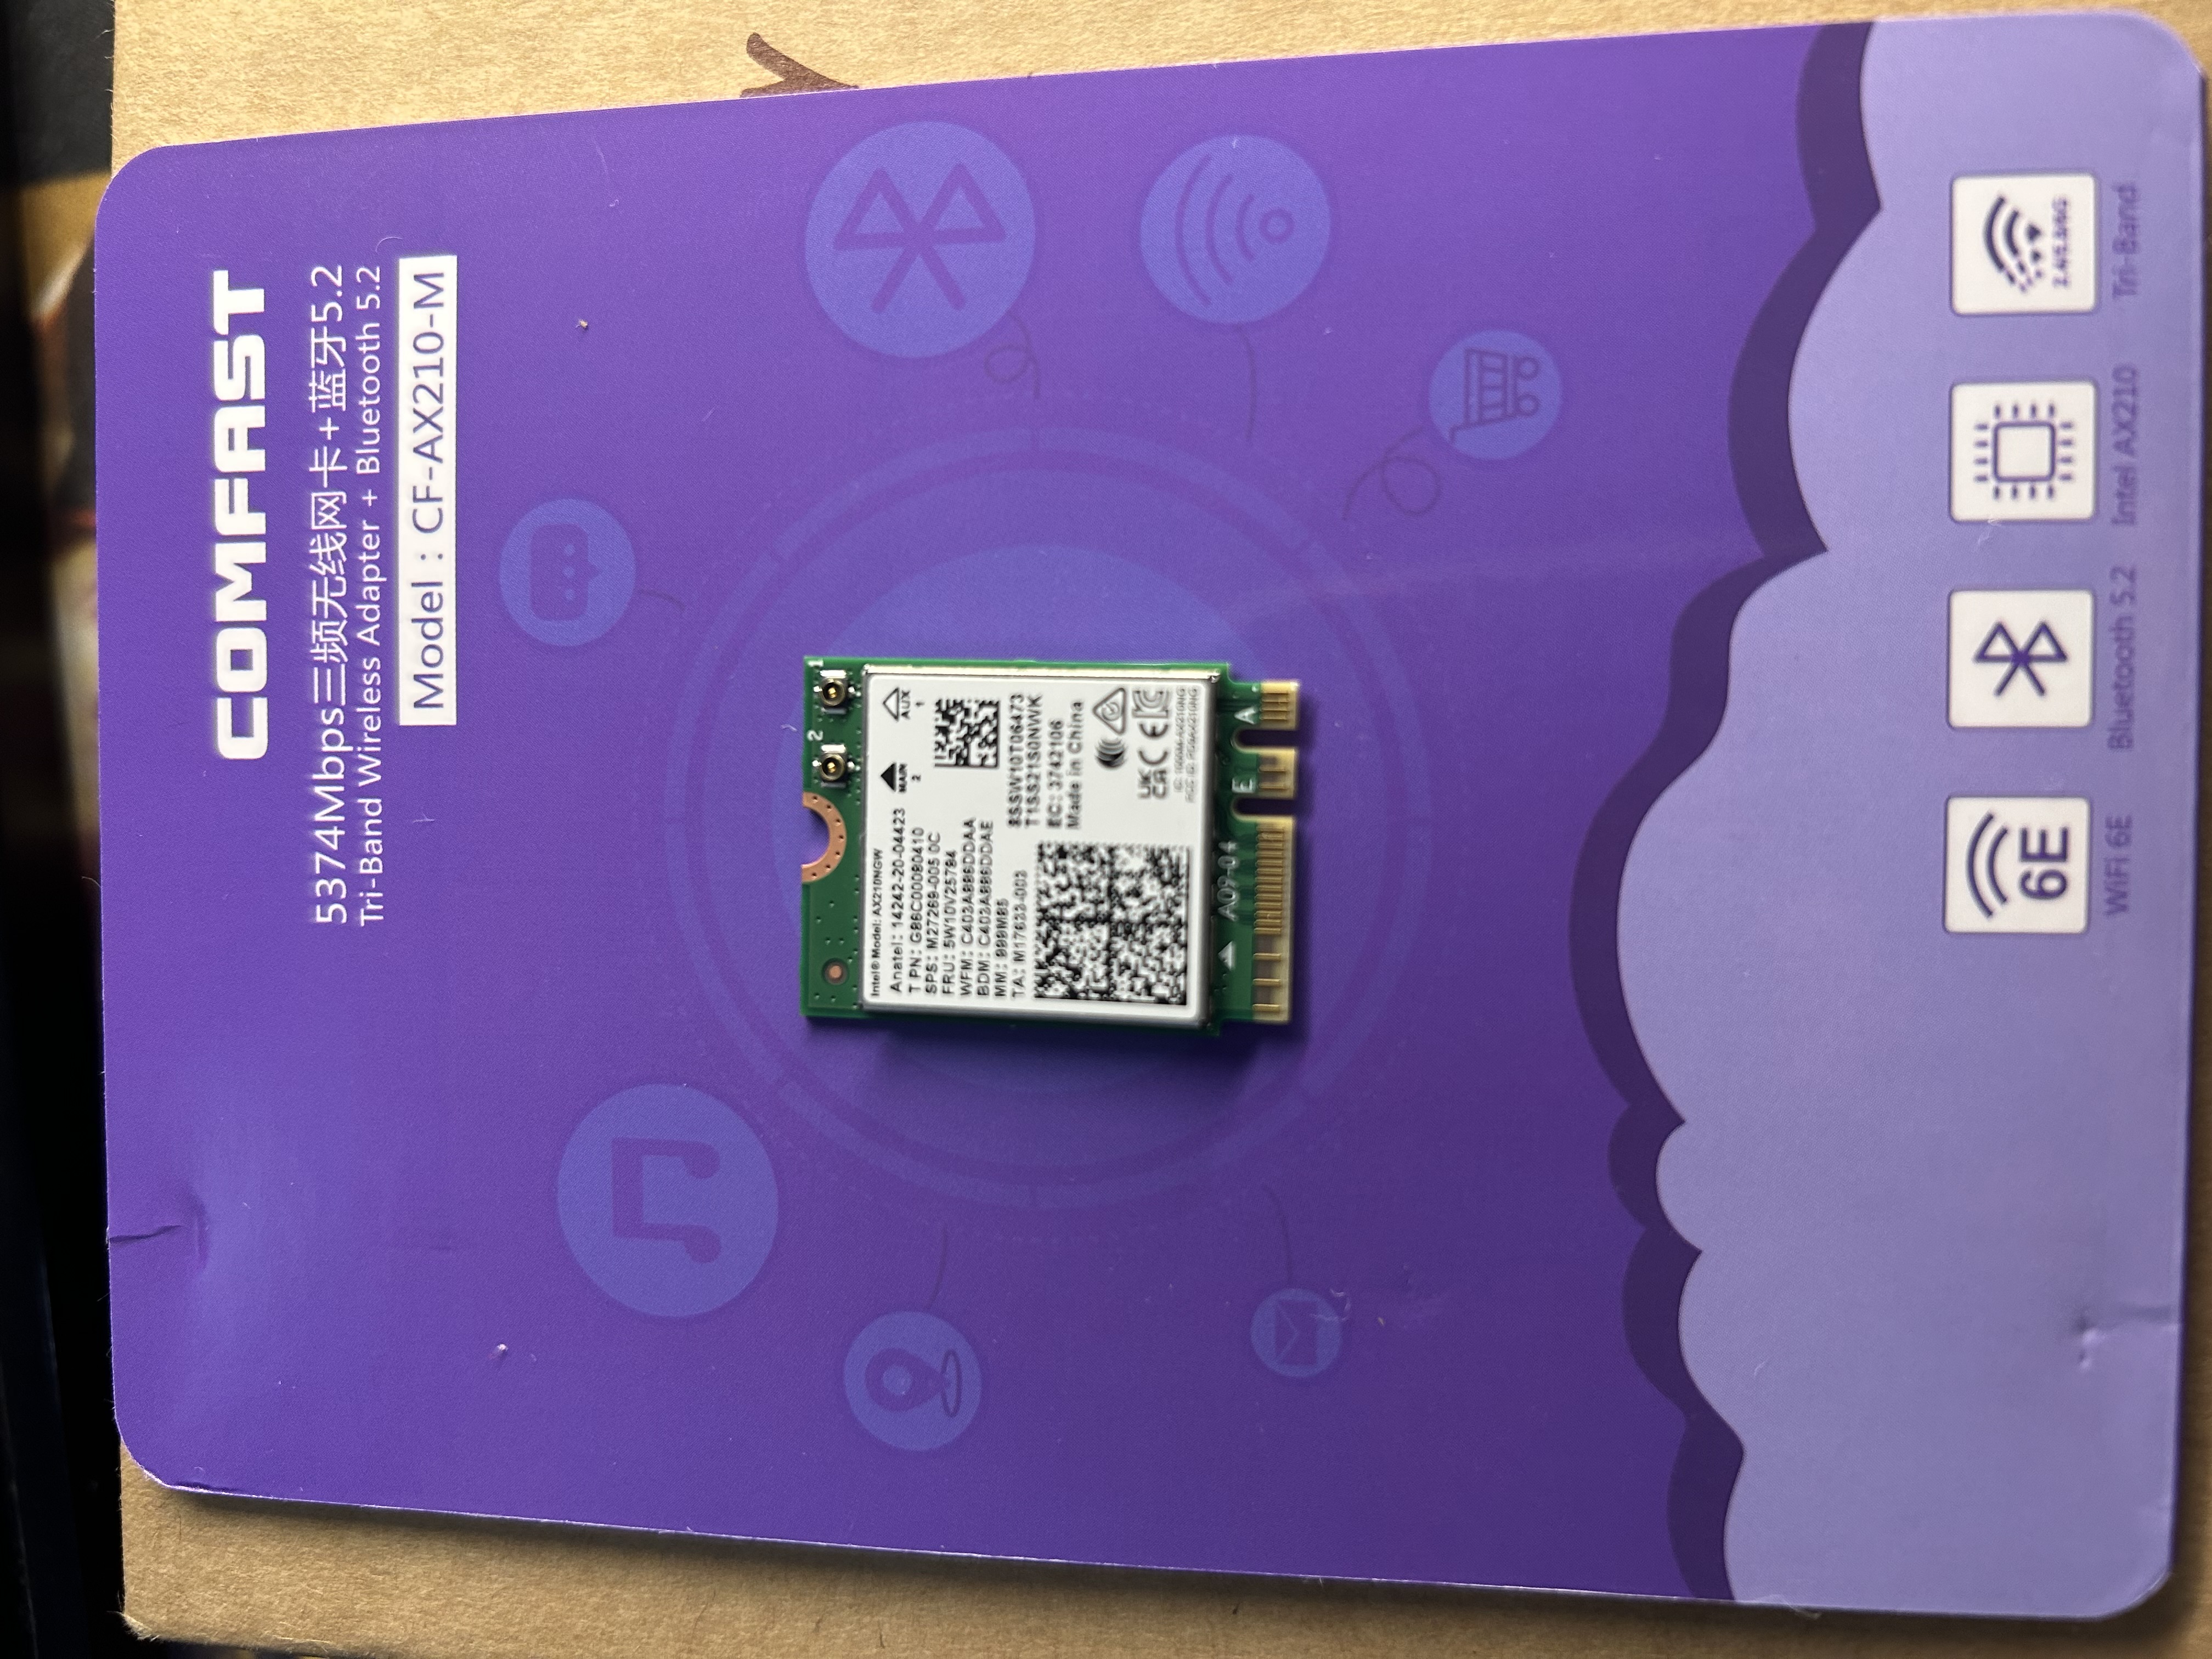 COMFAST
5374Mbps三频无线网卡+蓝牙5.2
Tri-Band Wireless Adapter + Bluetooth 5.2
Model : CF-AX210-M
y
2 1
Intel® Model: AX210NGW
Anatel: 14242-20-04423
T PN: G86C00080410
SPS: M27269-005 0C
FRU: 5W10V25784
WFM: C403A886DDAA
BDM: C403A886DDAE
MM: 999M85
TA: M17633-003
MAIN
2
AUX
1
8SSW10T06473
T1SS21S0NWK
EC: 3742106
Made in China
UK
CA CE
FCC ID: PD9AX210NG
A09-04
E A
6E
2.4/5.8/6G
WiFi 6E Bluetooth 5.2 Intel AX210 Tri-Band